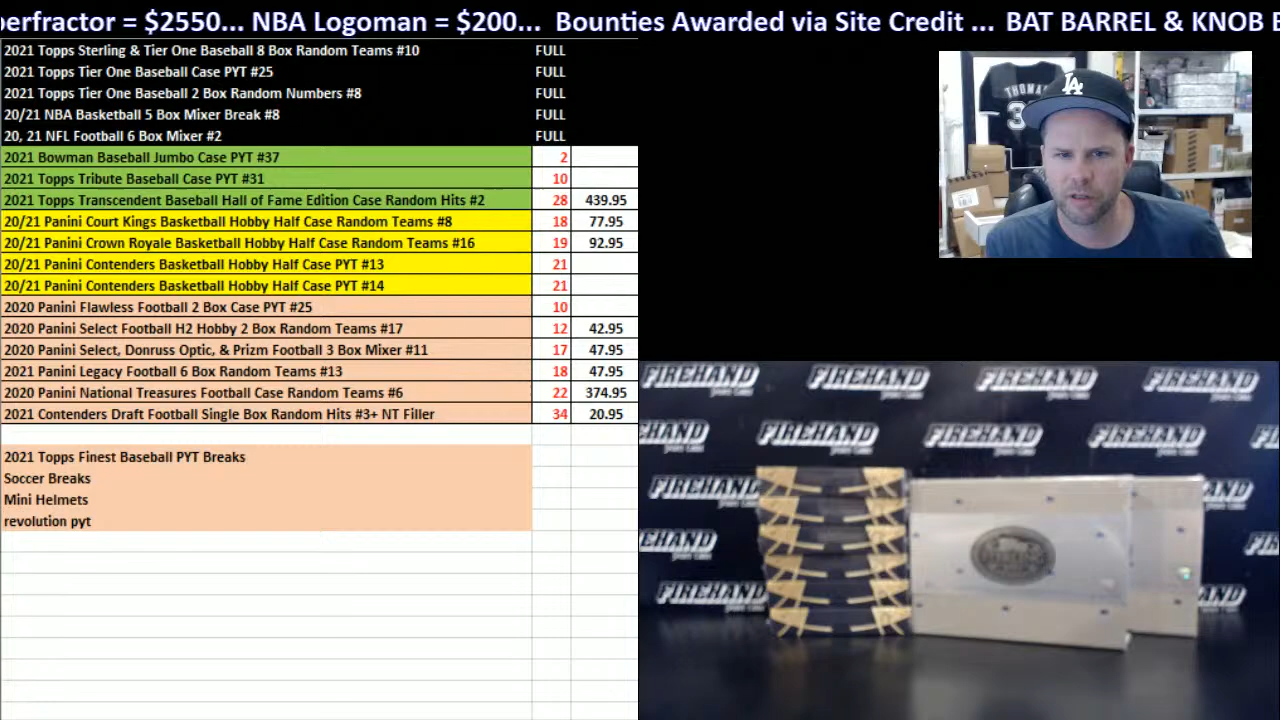 erfractor = $2550... NBA Logoman = $200... Bounties Awarded via Site Credit ... BAT BARREL & KNOB
2021 Topps Sterling & Tier One Baseball 8 Box Random Teams #10 FULL
2021 Topps Tier One Baseball Case PYT #25 FULL
2021 Topps Tier One Baseball 2 Box Random Numbers #8 FULL
20/21 NBA Basketball 5 Box Mixer Break #8 FULL
20, 21 NFL Football 6 Box Mixer #2 FULL
2021 Bowman Baseball Jumbo Case PYT #37 2
2021 Topps Tribute Baseball Case PYT #31 10
2021 Topps Transcendent Baseball Hall of Fame Edition Case Random Hits #2 28 439.95
20/21 Panini Court Kings Basketball Hobby Half Case Random Teams #8 18 77.95
20/21 Panini Crown Royale Basketball Hobby Half Case Random Teams #16 19 92.95
20/21 Panini Contenders Basketball Hobby Half Case PYT #13 21
20/21 Panini Contenders Basketball Hobby Half Case PYT #14 21
2020 Panini Flawless Football 2 Box Case PYT #25 10
2020 Panini Select Football H2 Hobby 2 Box Random Teams #17 12 42.95
2020 Panini Select, Donruss Optic, & Prizm Football 3 Box Mixer #11 17 47.95
2021 Panini Legacy Football 6 Box Random Teams #13 18 47.95
2020 Panini National Treasures Football Case Random Teams #6 22 374.95
2021 Contenders Draft Football Single Box Random Hits #3+ NT Filler 34 20.95
2021 Topps Finest Baseball PYT Breaks
Soccer Breaks
Mini Helmets
revolution pyt
THOMA
LA
FIREHAND FIREHAND FIREHAND FIREHAND
FIREHAND FIREHAND FIREHAND
FIREHAND
FIREHAND
FIREHAND